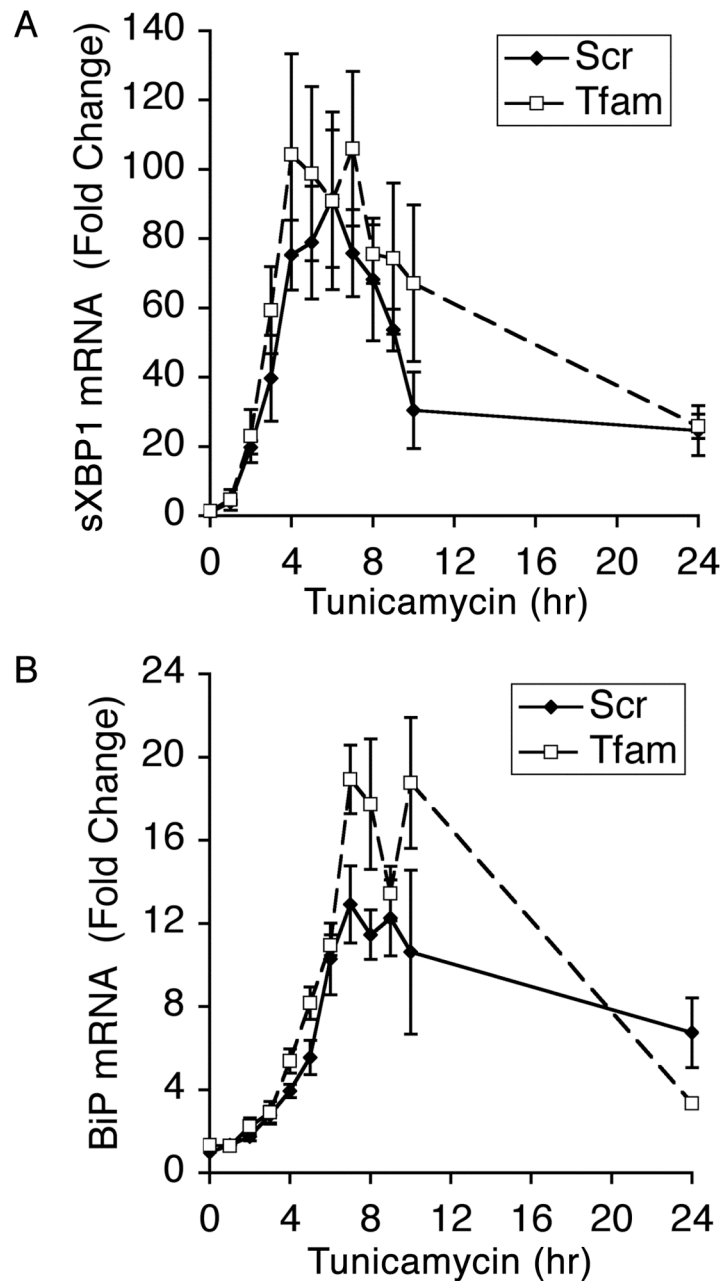 A
sXBP1 mRNA (Fold Change)
140
120
100
80
60
40
20
0
Scr
Tfam
0 4 8 12 16 20 24
Tunicamycin (hr)
B
BiP mRNA (Fold Change)
24
20
16
12
8
4
0
Scr
Tfam
0 4 8 12 16 20 24
Tunicamycin (hr)